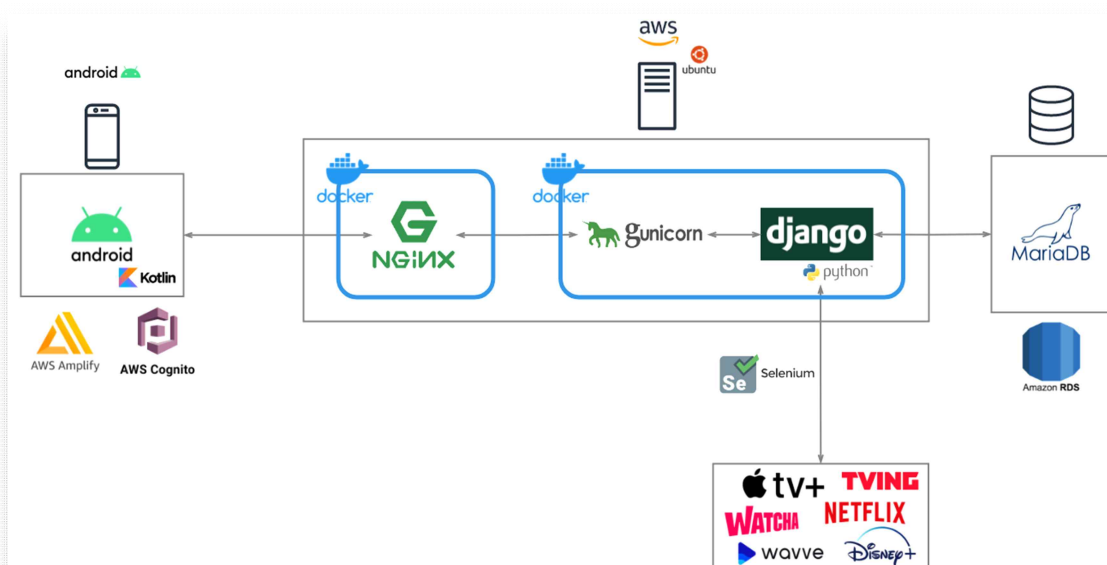 aws
ubuntu
android
docker
docker
NGiNX
gunicorn
django
python
android
Kotlin
MariaDB
AWS Amplify
AWS Cognito
Amazon RDS
Se
Selenium
tv+
TVING
WATCHA
NETFLIX
wavve
Disney+